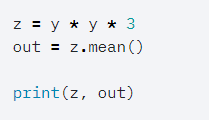 z = y * y * 3
out = z.mean()
print(z, out)